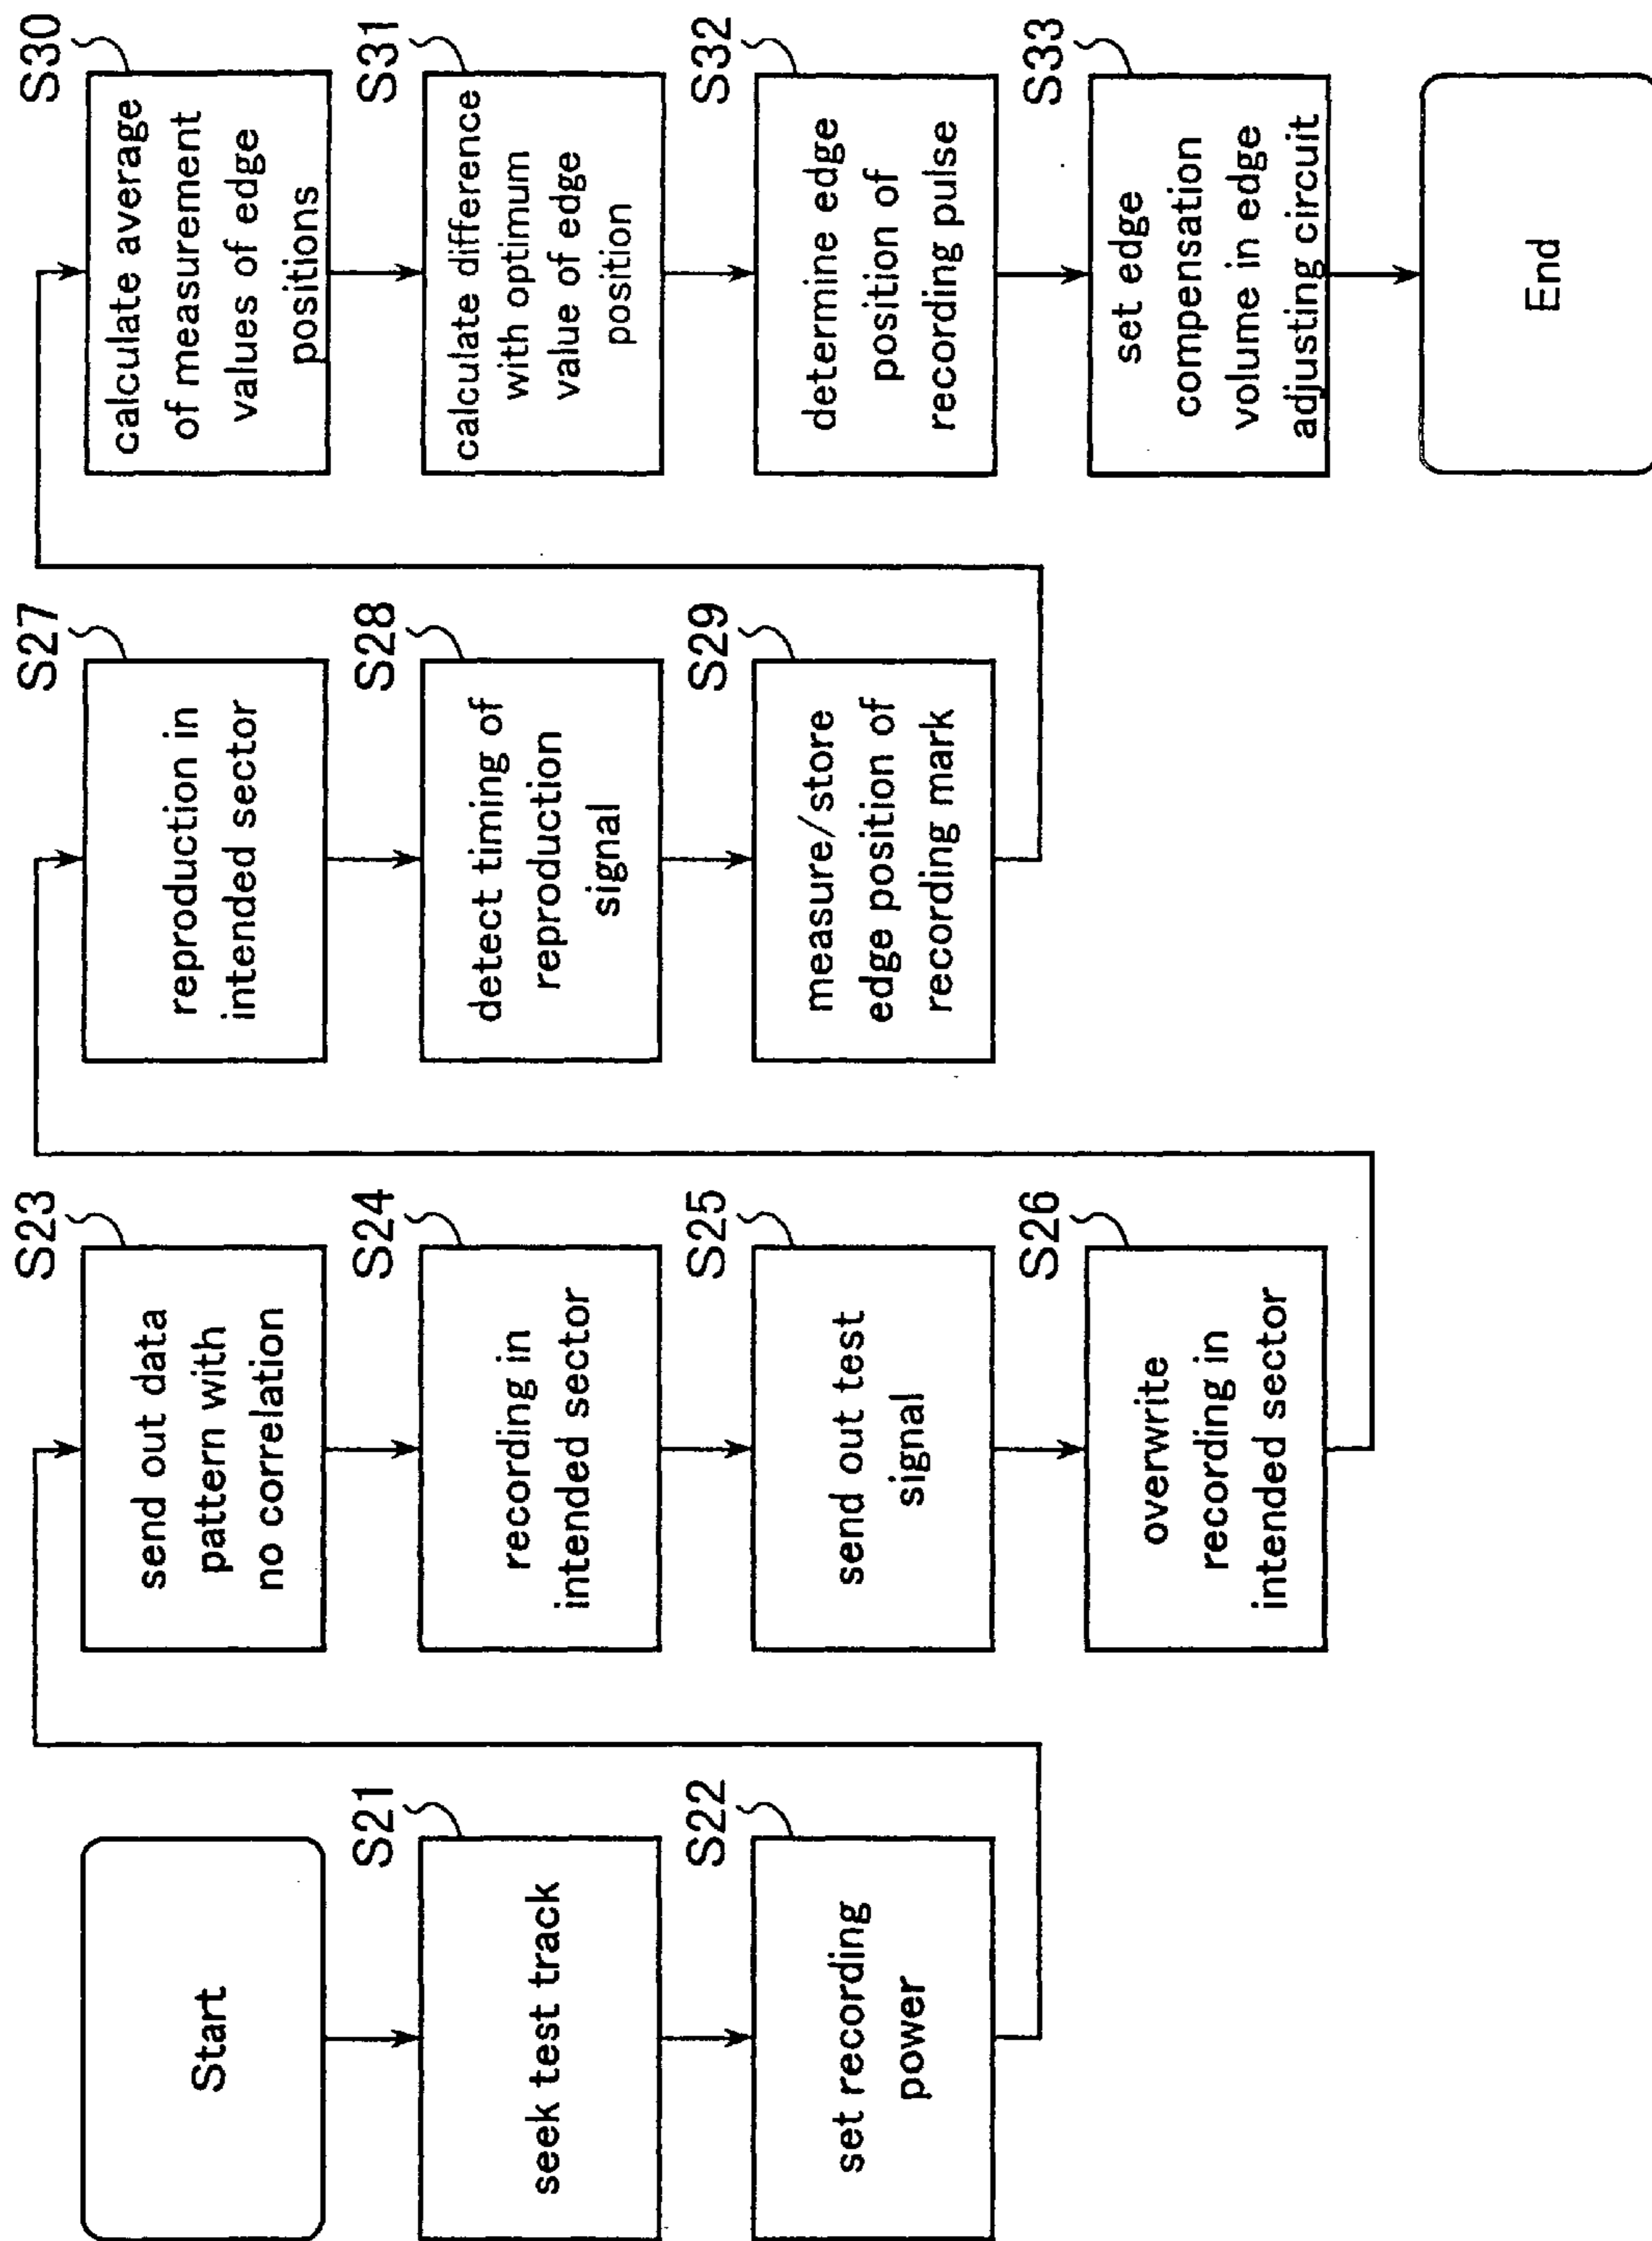 Start
S21
seek test track
S22
set recording
power
S23
send out data
pattern with
no correlation
S24
recording in
intended sector
S25
send out test
signal
S26
overwrite
recording in
intended sector
S27
reproduction in
intended sector
S28
detect timing of
reproduction
signal
S29
measure/store
edge position of
recording mark
S30
calculate average
of measurement
values of edge
positions
S31
calculate difference
with optimum
value of edge
position
S32
determine edge
position of
recording pulse
S33
set edge
compensation
volume in edge
adjusting circuit
End